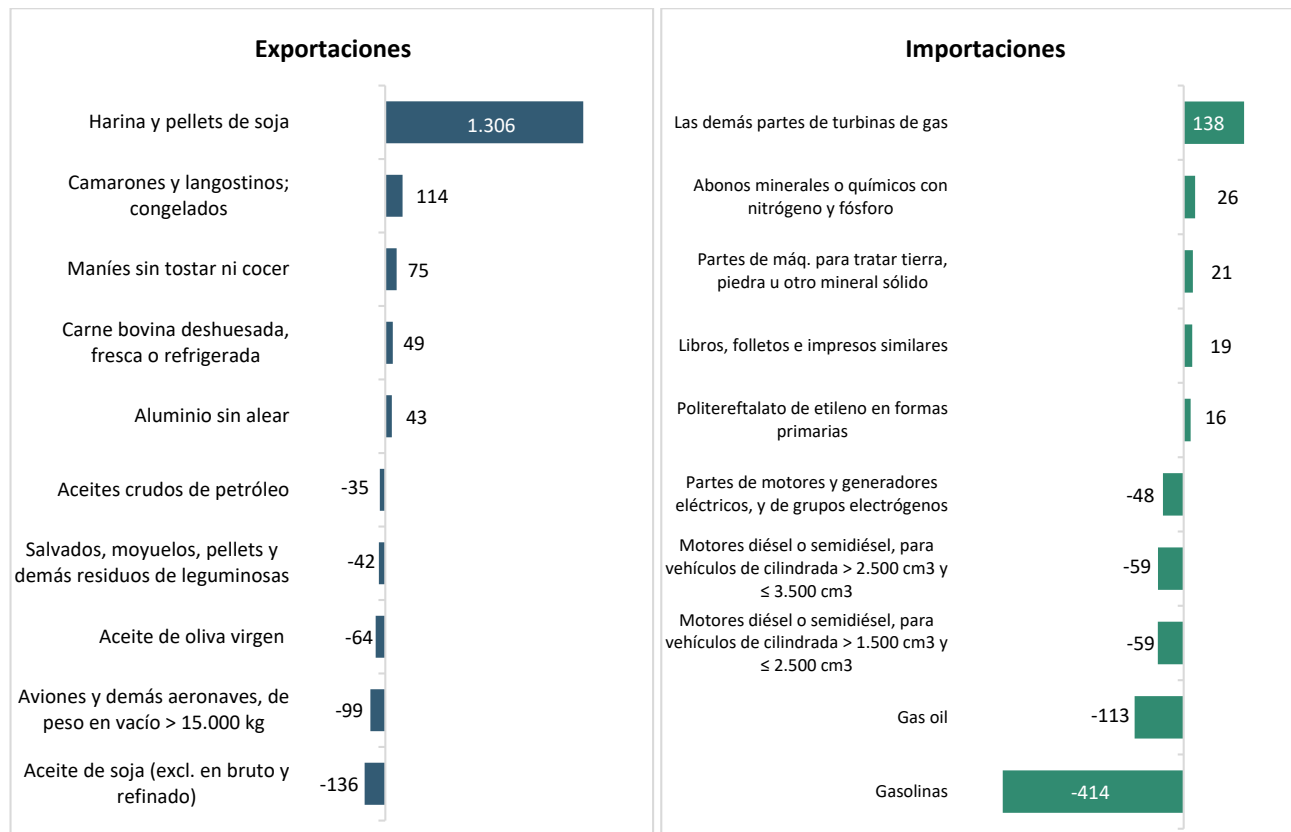 Exportaciones
Harina y pellets de soja
1.306
Camarones y langostinos;
congelados
114
Maníes sin tostar ni cocer
75
Carne bovina deshuesada,
fresca o refrigerada
49
Aluminio sin alear
43
Aceites crudos de petróleo
-35
Salvados, moyuelos, pellets y
demás residuos de leguminosas
-42
Aceite de oliva virgen
-64
Aviones y demás aeronaves, de
peso en vacío > 15.000 kg
-99
Aceite de soja (excl. en bruto y
refinado)
-136
Importaciones
Las demás partes de turbinas de gas
138
Abonos minerales o químicos con
nitrógeno y fósforo
26
Partes de máq. para tratar tierra,
piedra u otro mineral sólido
21
Libros, folletos e impresos similares
19
Politereftalato de etileno en formas
primarias
16
Partes de motores y generadores
eléctricos, y de grupos electrógenos
-48
Motores diésel o semidiésel, para
vehículos de cilindrada > 2.500 cm3 y
≤ 3.500 cm3
-59
Motores diésel o semidiésel, para
vehículos de cilindrada > 1.500 cm3 y
≤ 2.500 cm3
-59
Gas oil
-113
Gasolinas
-414